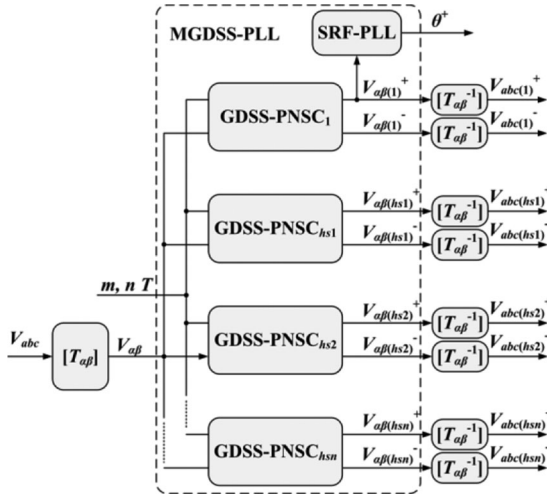 MGDSS-PLL
SRF-PLL
θ⁺
GDSS-PNSC₁
Vαβ(1)⁺
[Tαβ⁻¹]
Vabc(1)⁺
Vαβ(1)⁻
[Tαβ⁻¹]
Vabc(1)⁻
GDSS-PNSChs1
Vαβ(hs1)⁺
[Tαβ⁻¹]
Vabc(hs1)⁺
Vαβ(hs1)⁻
[Tαβ⁻¹]
Vabc(hs1)⁻
m, n T
Vabc
[Tαβ]
Vαβ
GDSS-PNSChs2
Vαβ(hs2)⁺
[Tαβ⁻¹]
Vabc(hs2)⁺
Vαβ(hs2)⁻
[Tαβ⁻¹]
Vabc(hs2)⁻
GDSS-PNSChsn
Vαβ(hsn)⁺
[Tαβ⁻¹]
Vabc(hsn)⁺
Vαβ(hsn)⁻
[Tαβ⁻¹]
Vabc(hsn)⁻